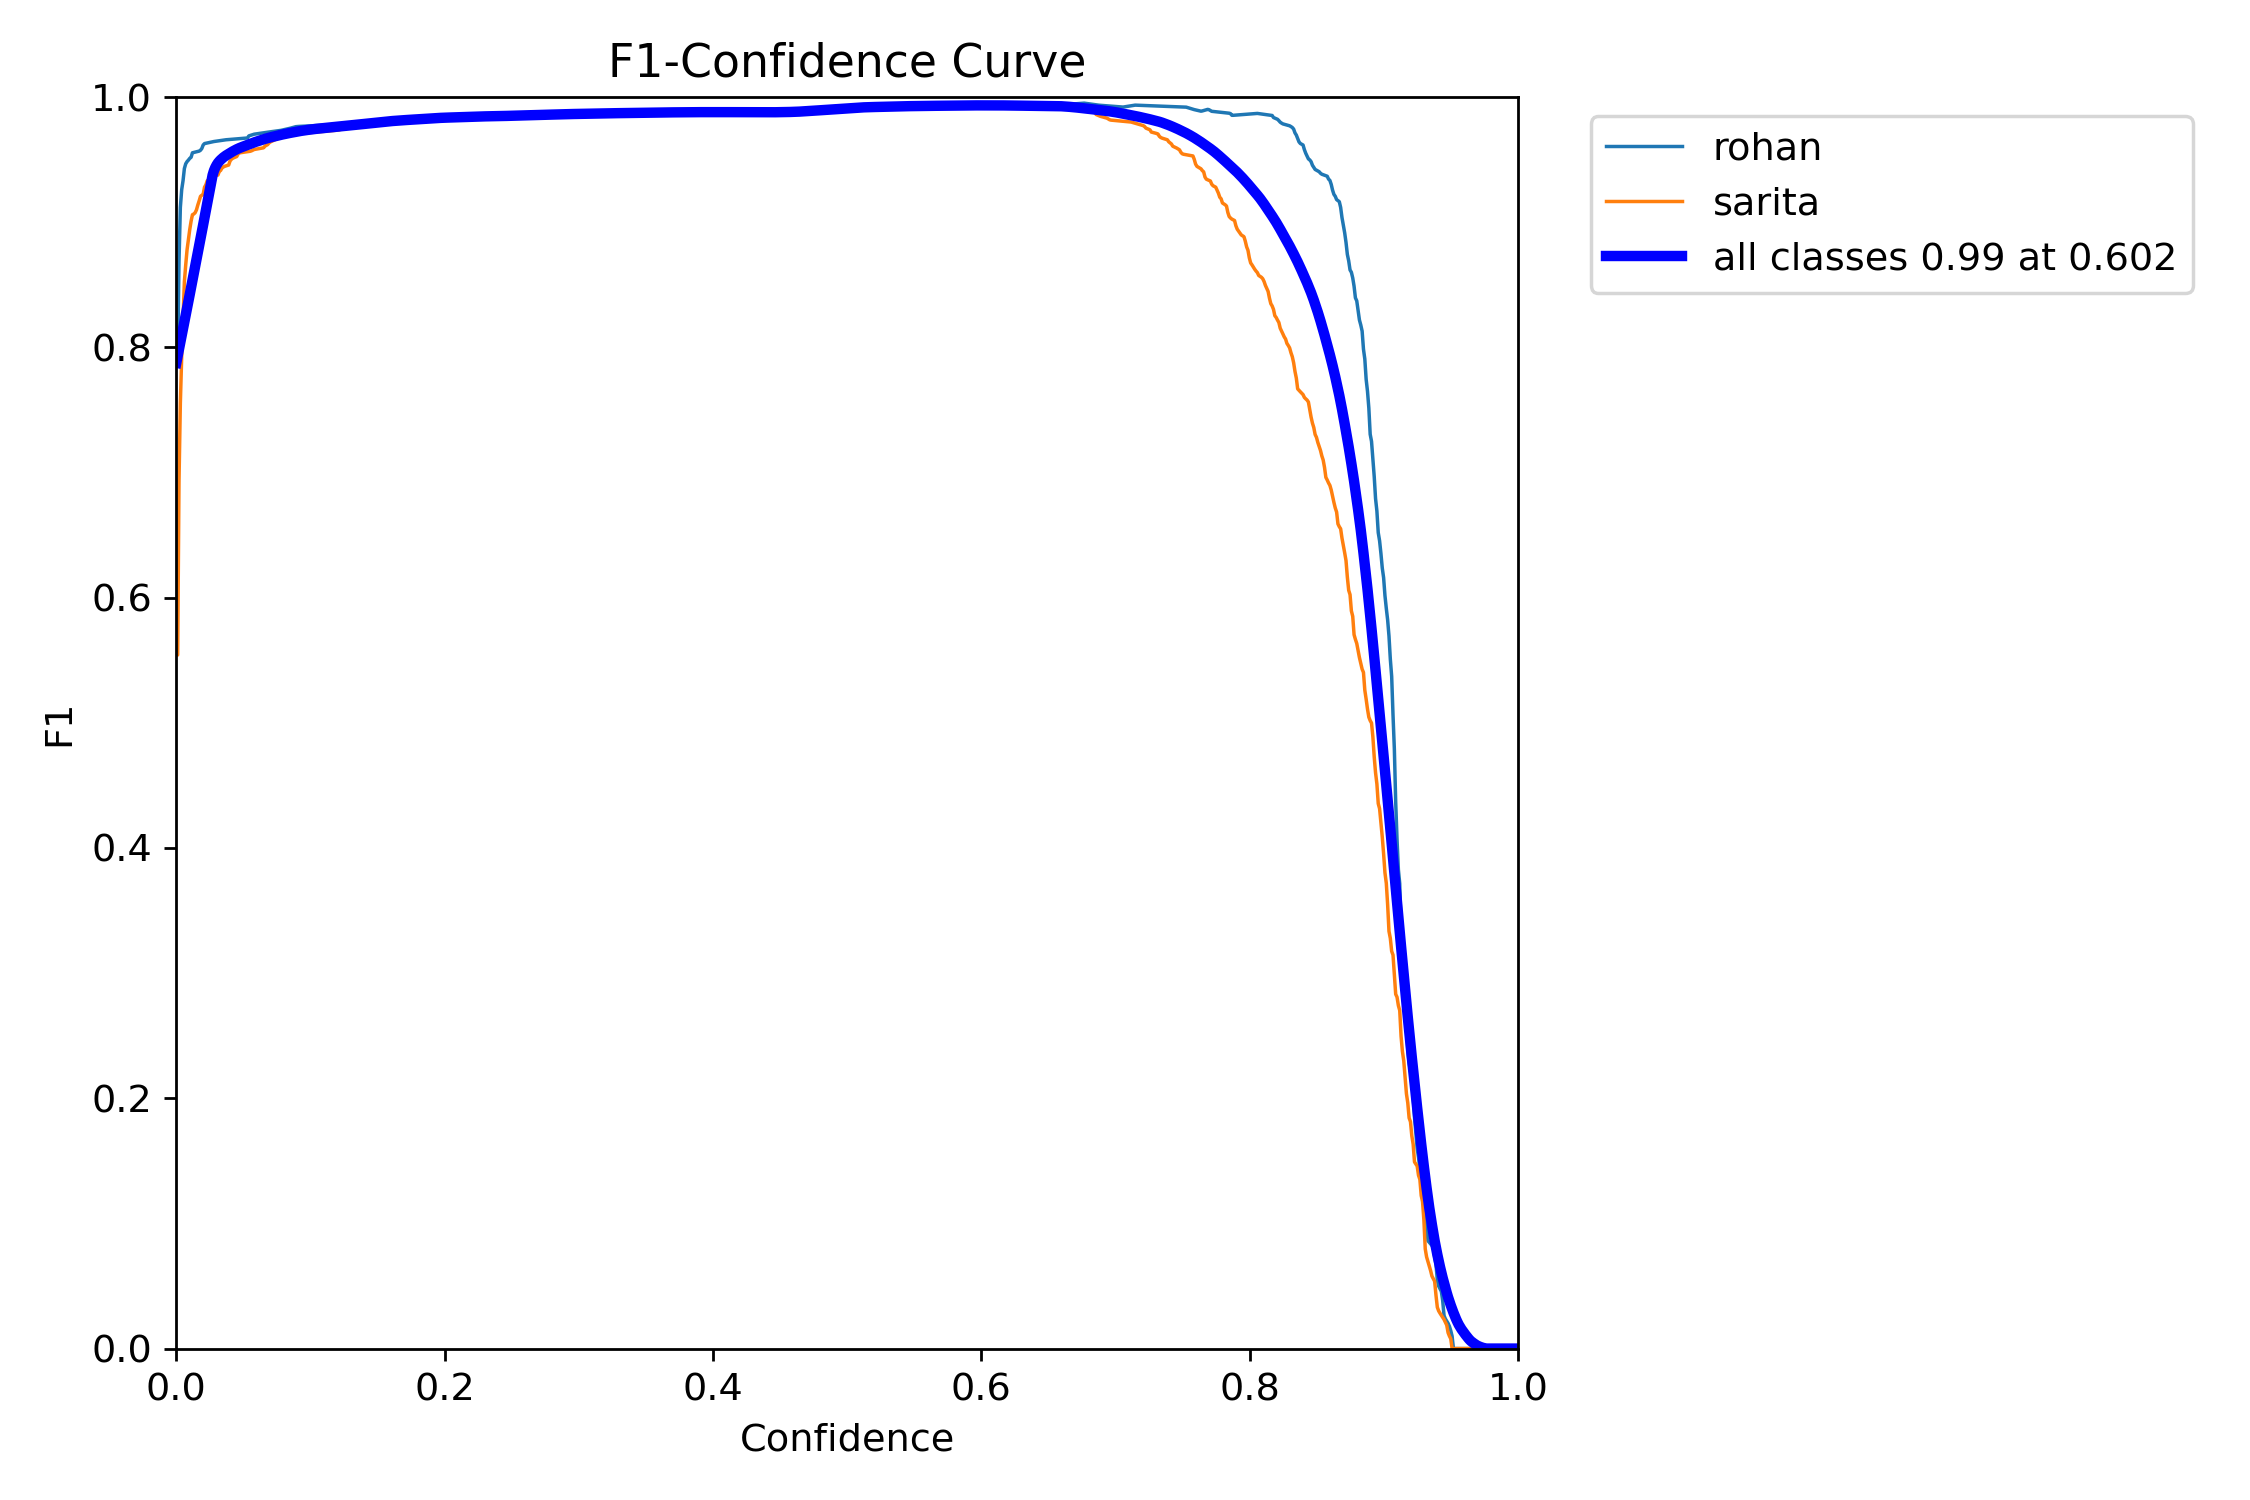 F1-Confidence Curve
1.0
0.8
0.6
0.4
0.2
0.0
F1
0.0 0.2 0.4 0.6 0.8 1.0
Confidence
rohan
sarita
all classes 0.99 at 0.602